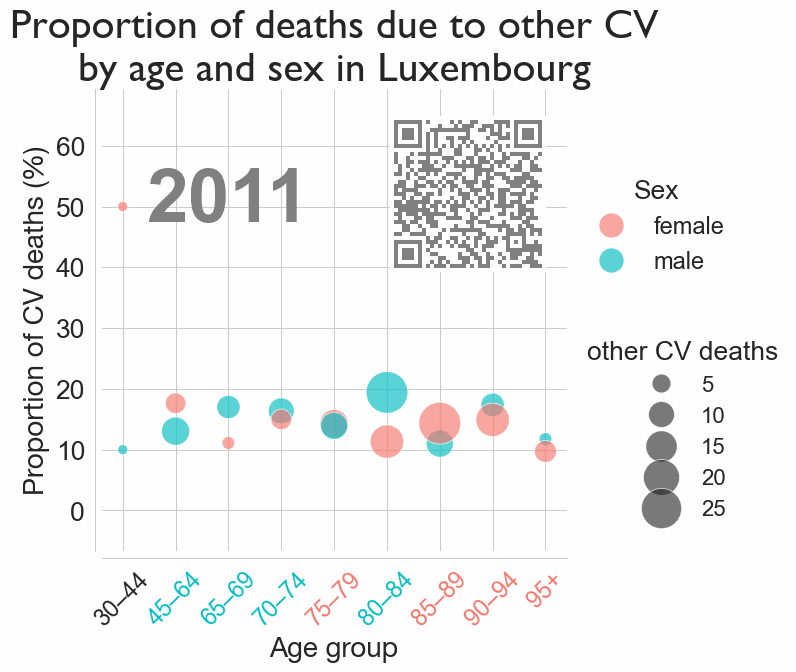 Proportion of deaths due to other CV
by age and sex in Luxembourg
Proportion of CV deaths (%)
60
50
40
30
20
10
0
2011
Sex
female
male
other CV deaths
5
10
15
20
25
30–44
45–64
65–69
70–74
75–79
80–84
85–89
90–94
95+
Age group